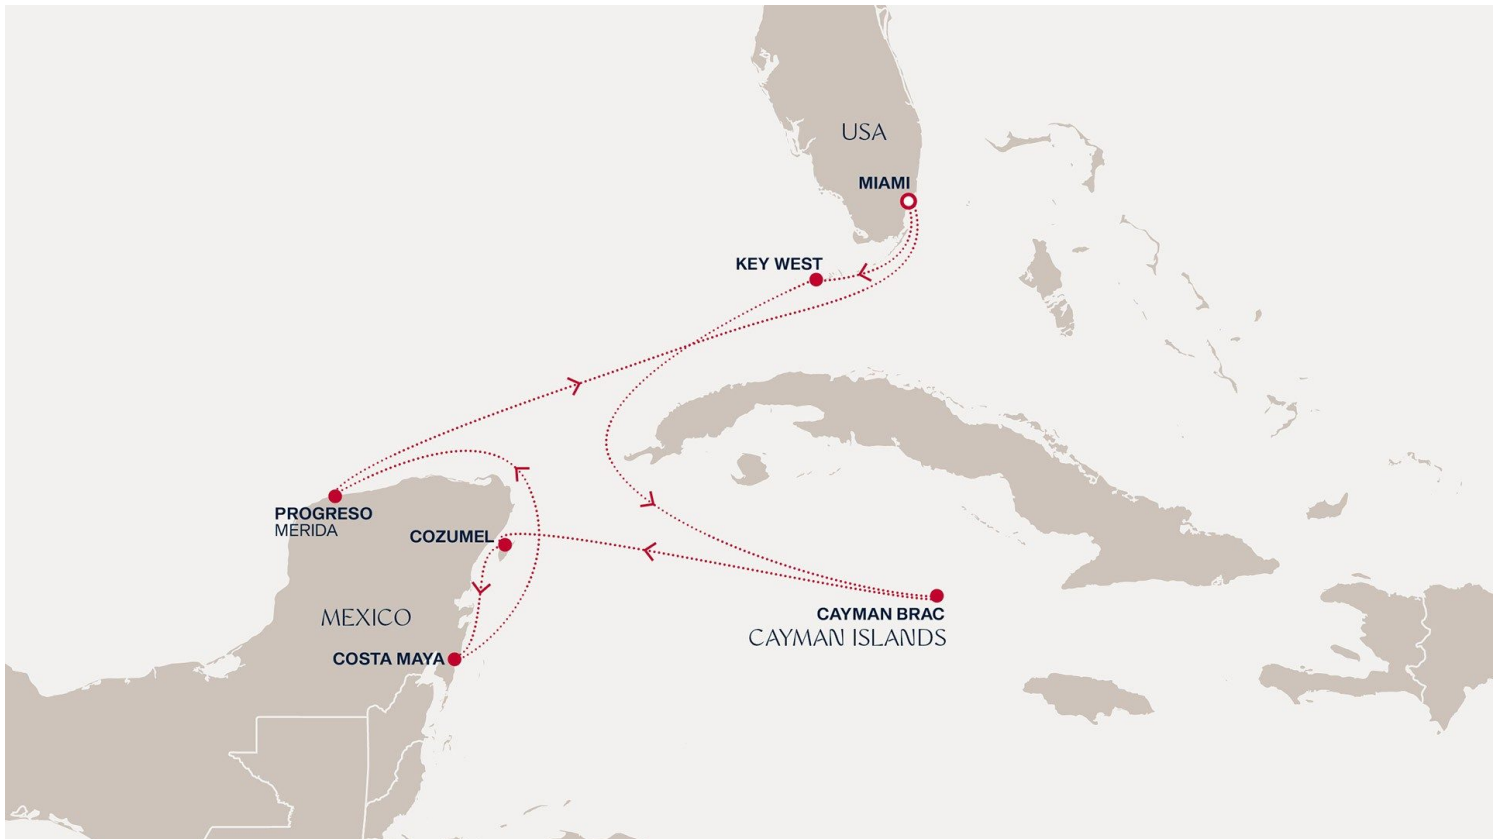 USA
MIAMI
KEY WEST
PROGRESO
MERIDA
COZUMEL
CAYMAN BRAC
MEXICO
CAYMAN ISLANDS
COSTA MAYA